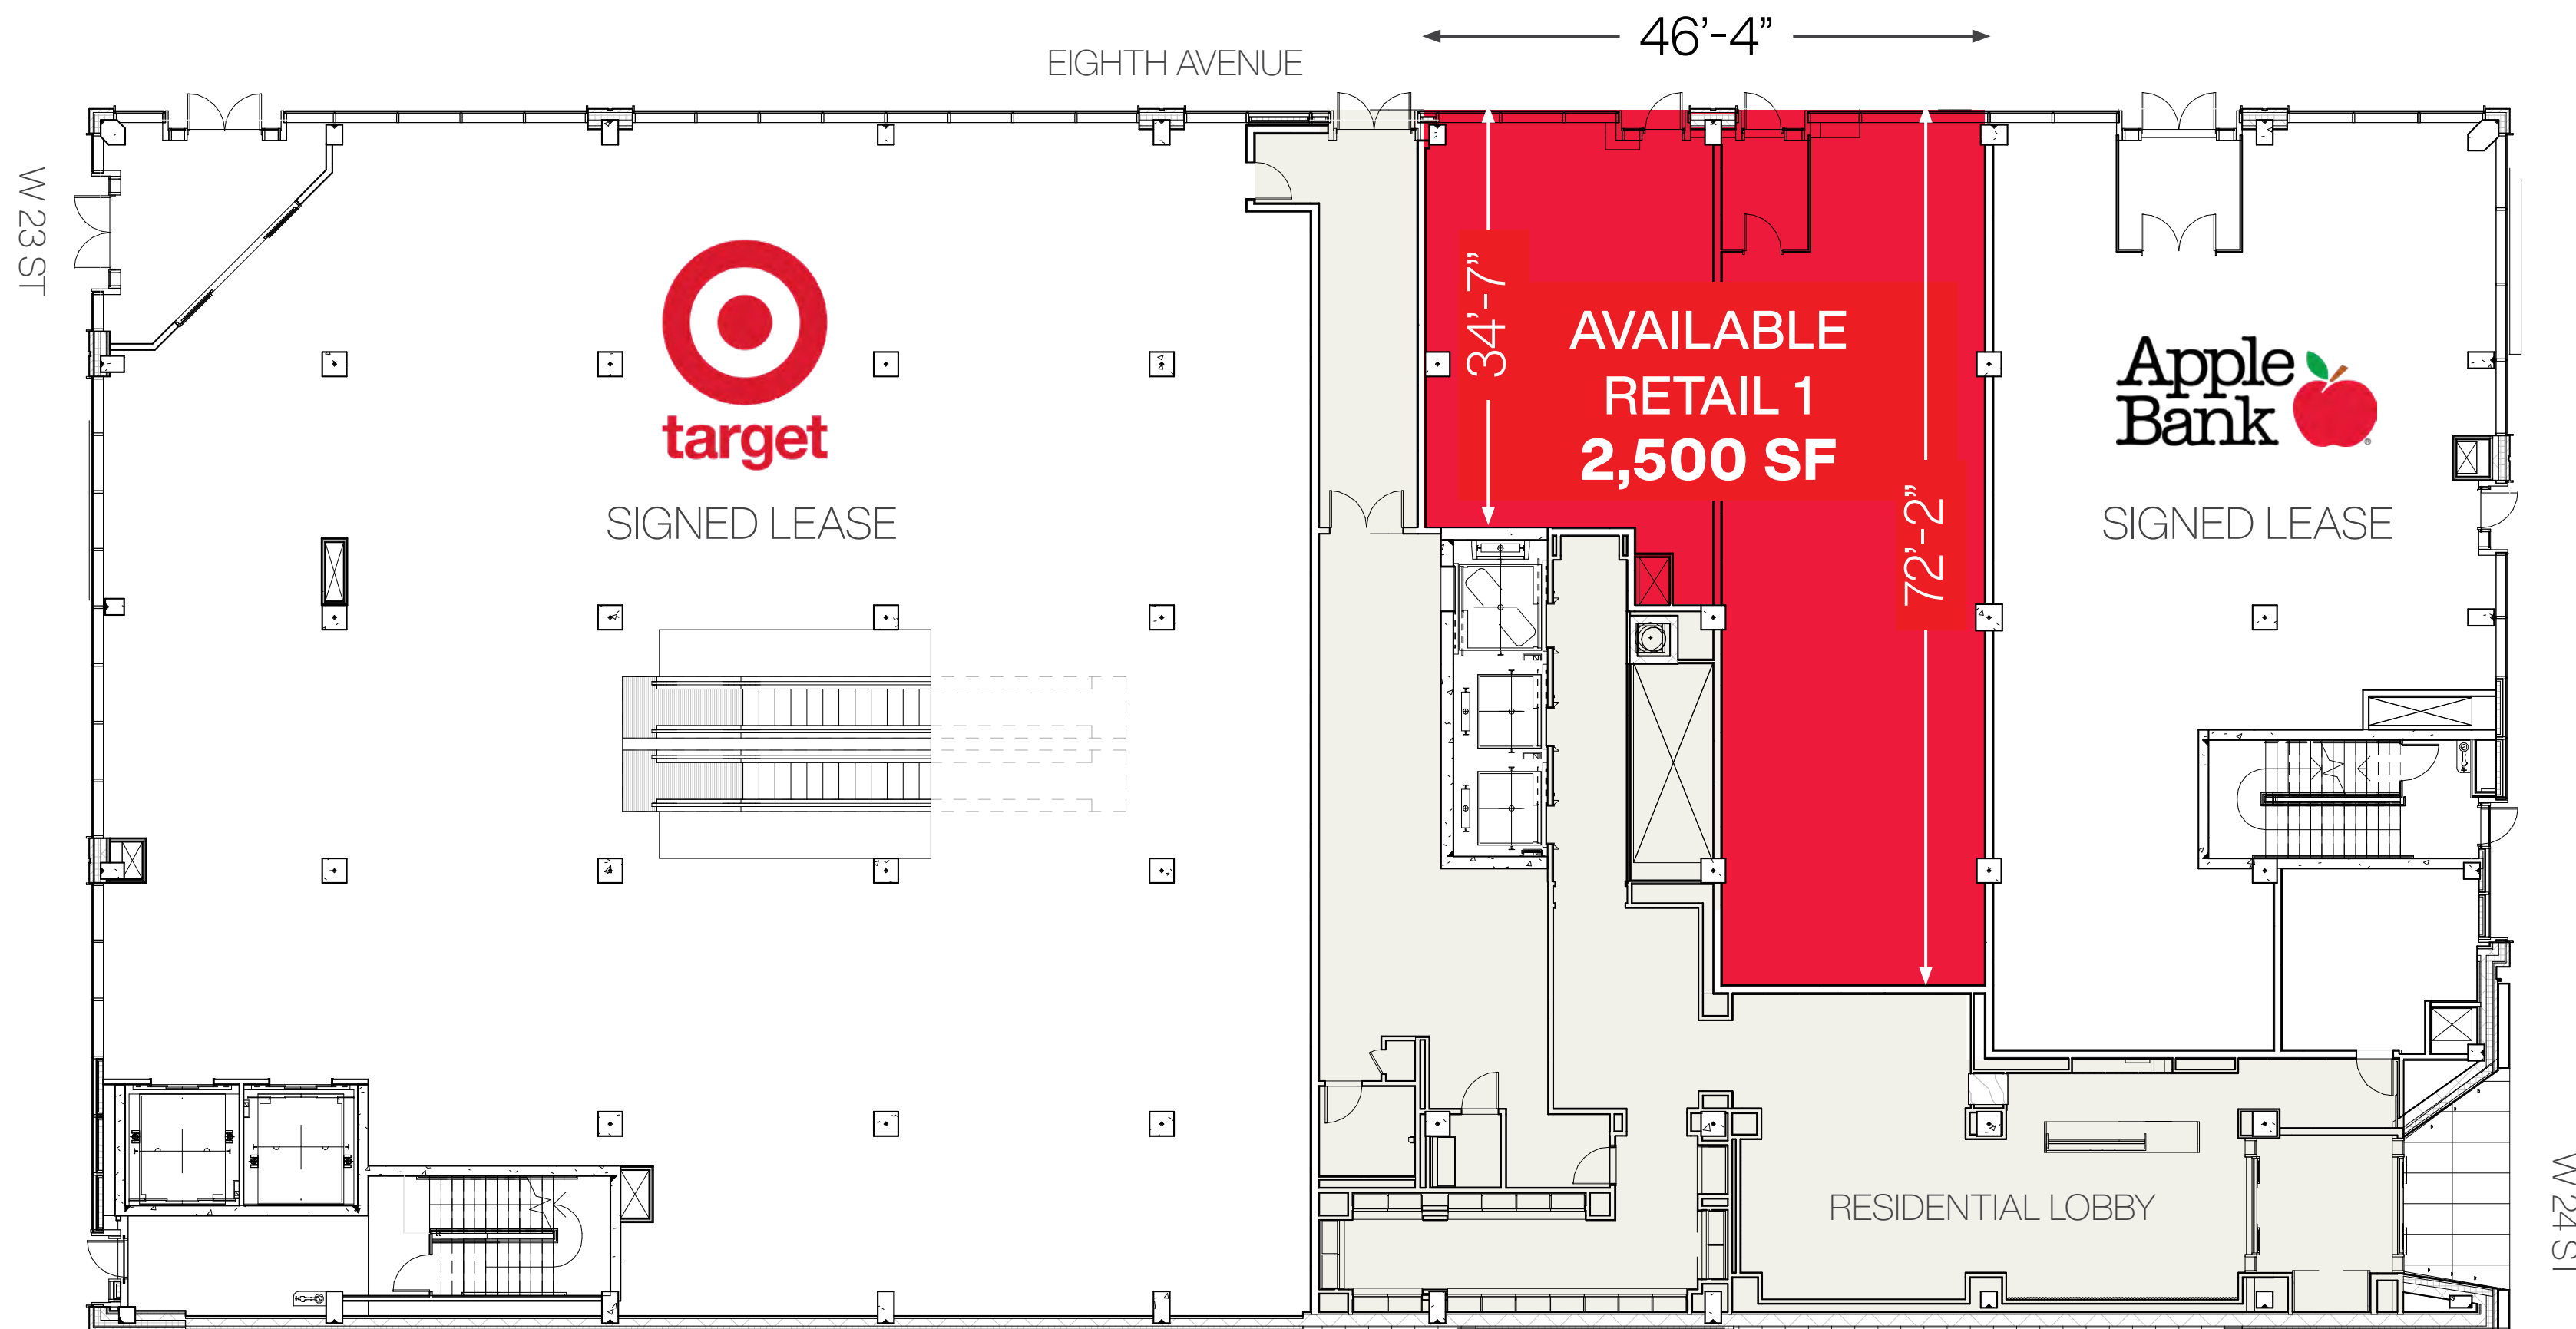 46’-4”
EIGHTH AVENUE
W 23 ST
target
SIGNED LEASE
34’-7”
AVAILABLE
RETAIL 1
2,500 SF
72’-2”
Apple
Bank
®
SIGNED LEASE
RESIDENTIAL LOBBY
W 24 ST